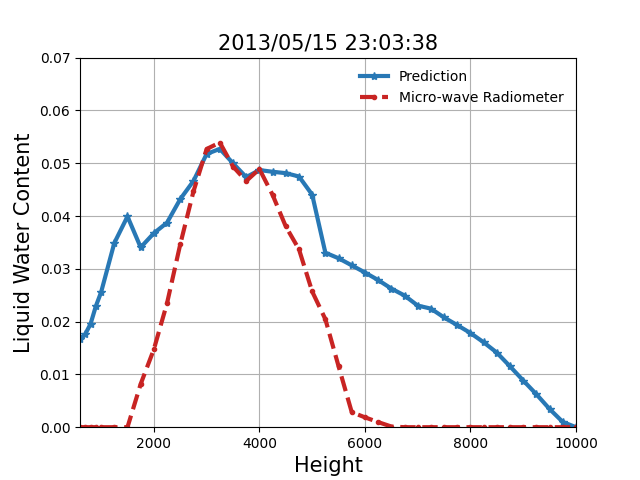 2013/05/15 23:03:38
0.07
0.06
0.05
0.04
0.03
0.02
0.01
0.00
Liquid Water Content
Prediction
Micro-wave Radiometer
2000 4000 6000 8000 10000
Height